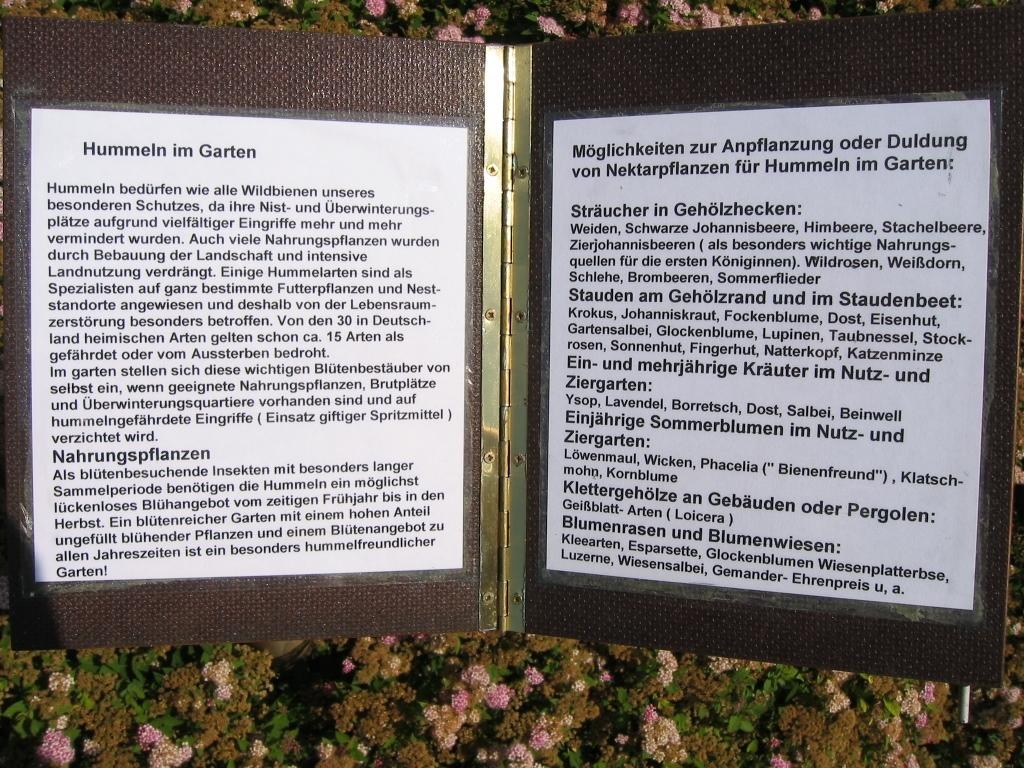 Hummeln im Garten
Hummeln bedürfen wie alle Wildbienen unseres
besonderen Schutzes, da ihre Nist- und Überwinterungs-
plätze aufgrund vielfältiger Eingriffe mehr und mehr
vermindert wurden. Auch viele Nahrungspflanzen wurden
durch Bebauung der Landschaft und intensive
Landnutzung verdrängt. Einige Hummelarten sind als
Spezialisten auf ganz bestimmte Futterpflanzen und Nest-
standorte angewiesen und deshalb von der Lebensraum-
zerstörung besonders betroffen. Von den 30 in Deutsch-
land heimischen Arten gelten schon ca. 15 Arten als
gefährdet oder vom Aussterben bedroht.
Im garten stellen sich diese wichtigen Blütenbestäuber von
selbst ein, wenn geeignete Nahrungspflanzen, Brutplätze
und Überwinterungsquartiere vorhanden sind und auf
hummelngefährdete Eingriffe ( Einsatz giftiger Spritzmittel )
verzichtet wird.
Nahrungspflanzen
Als blütenbesuchende Insekten mit besonders langer
Sammelperiode benötigen die Hummeln ein möglichst
lückenloses Blühangebot vom zeitigen Frühjahr bis in den
Herbst. Ein blütenreicher Garten mit einem hohen Anteil
ungefüllt blühender Pflanzen und einem Blütenangebot zu
allen Jahreszeiten ist ein besonders hummelfreundlicher
Garten!
Möglichkeiten zur Anpflanzung oder Duldung
von Nektarpflanzen für Hummeln im Garten:
Sträucher in Gehölzhecken:
Weiden, Schwarze Johannisbeere, Himbeere, Stachelbeere,
Zierjohannisbeeren ( als besonders wichtige Nahrungs-
quellen für die ersten Königinnen). Wildrosen, Weißdorn,
Schlehe, Brombeeren, Sommerflieder
Stauden am Gehölzrand und im Staudenbeet:
Krokus, Johanniskraut, Fockenblume, Dost, Eisenhut,
Gartensalbei, Glockenblume, Lupinen, Taubnessel, Stock-
rosen, Sonnenhut, Fingerhut, Natterkopf, Katzenminze
Ein- und mehrjährige Kräuter im Nutz- und
Ziergarten:
Ysop, Lavendel, Borretsch, Dost, Salbei, Beinwell
Einjährige Sommerblumen im Nutz- und
Ziergarten:
Löwenmaul, Wicken, Phacelia (" Bienenfreund") , Klatsch-
mohn, Kornblume
Klettergehölze an Gebäuden oder Pergolen:
Geißblatt- Arten ( Loicera )
Blumenrasen und Blumenwiesen:
Kleearten, Esparsette, Glockenblumen Wiesenplatterbse,
Luzerne, Wiesensalbei, Gemander- Ehrenpreis u, a.